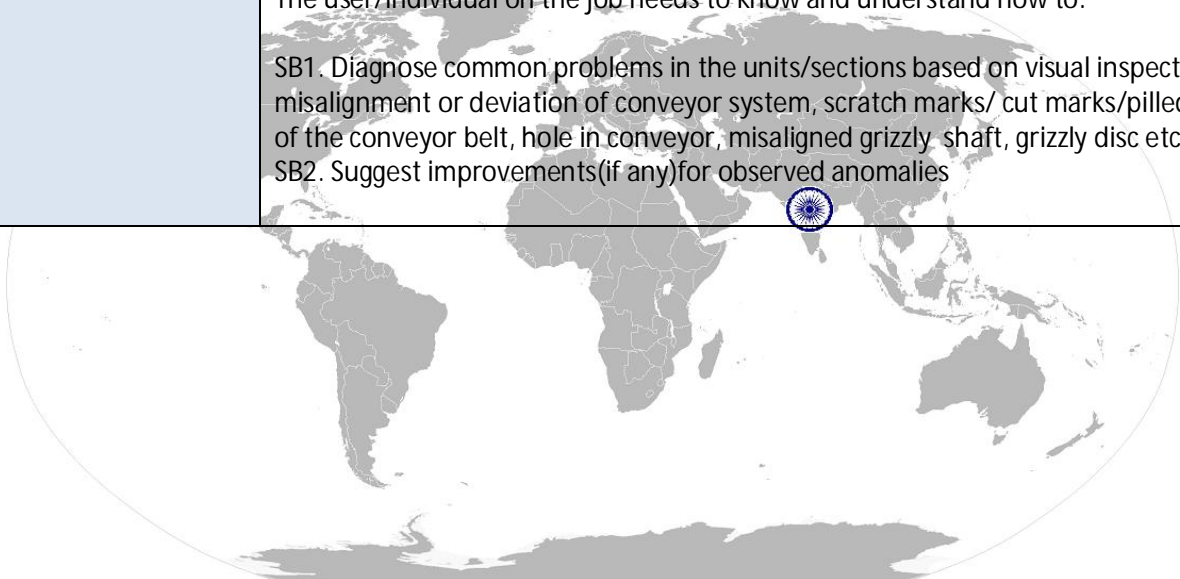 The user/individual on the job needs to know and understand how to:
SB1. Diagnose common problems in the units/sections based on visual inspect
misalignment or deviation of conveyor system, scratch marks/ cut marks/pilled
of the conveyor belt, hole in conveyor, misaligned grizzly shaft, grizzly disc etc
SB2. Suggest improvements(if any)for observed anomalies